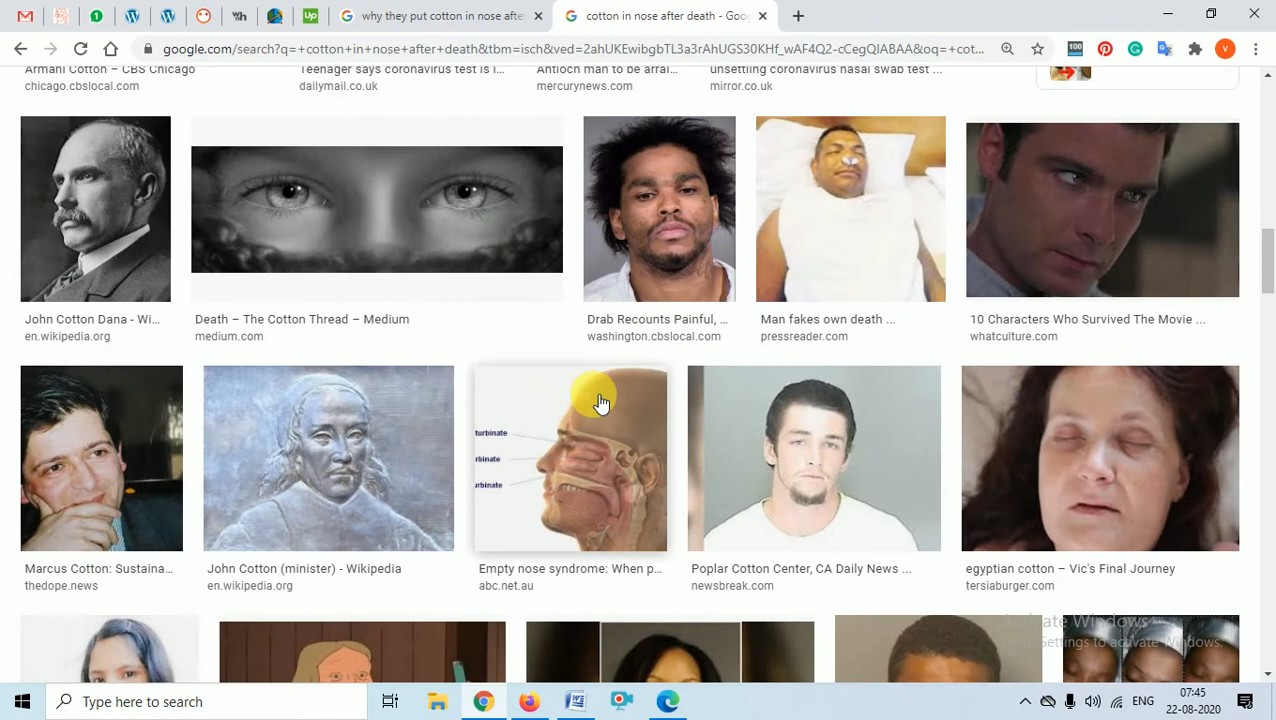 why they put cotton in nose afte
cotton in nose after death - Goo
google.com/search?q=+cotton+in+nose+after+death&tbm=isch&ved=2ahUKEwibgbTL3a3rAhUGS30KHf_wAF4Q2-cCegQIABAA&oq=+cot...
Armani Cotton – CBS Chicago
chicago.cbslocal.com
Teenager says coronavirus test is l...
dailymail.co.uk
Antioch man to be arrai...
mercurynews.com
unsettling coronavirus nasal swab test ...
mirror.co.uk
John Cotton Dana - Wi...
en.wikipedia.org
Death – The Cotton Thread – Medium
medium.com
Drab Recounts Painful, ...
washington.cbslocal.com
Man fakes own death ...
pressreader.com
10 Characters Who Survived The Movie ...
whatculture.com
turbinate
urbinate
urbinate
Marcus Cotton: Sustaina...
thedope.news
John Cotton (minister) - Wikipedia
en.wikipedia.org
Empty nose syndrome: When p...
abc.net.au
Poplar Cotton Center, CA Daily News ...
newsbreak.com
egyptian cotton – Vic's Final Journey
tersiaburger.com
Activate Windows
Settings to activate Windows.
Type here to search
ENG
07:45
22-08-2020